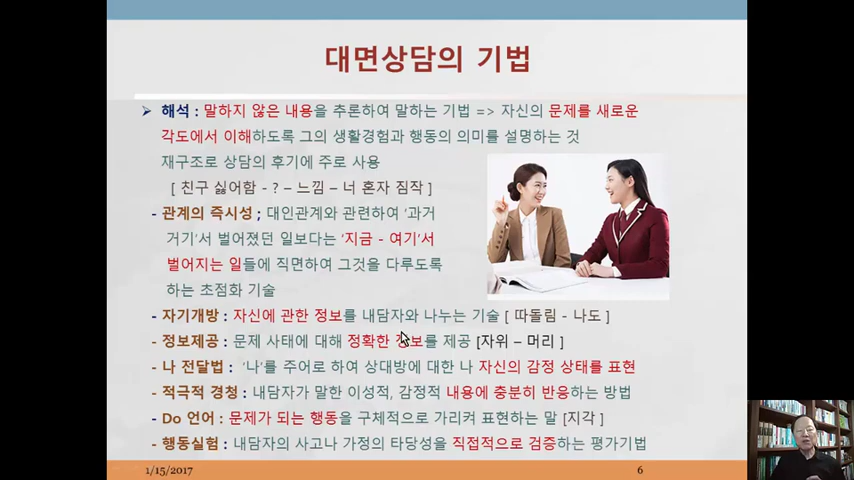 대면상담의 기법
➢ 해석 : 말하지 않은 내용을 추론하여 말하는 기법 => 자신의 문제를 새로운
각도에서 이해하도록 그의 생활경험과 행동의 의미를 설명하는 것
재구조로 상담의 후기에 주로 사용
[ 친구 싫어함 - ? – 느낌 – 너 혼자 짐작 ]
- 관계의 즉시성 ; 대인관계와 관련하여 '과거
거기'서 벌어졌던 일보다는 '지금 - 여기'서
벌어지는 일들에 직면하여 그것을 다루도록
하는 초점화 기술
- 자기개방 : 자신에 관한 정보를 내담자와 나누는 기술 [ 따돌림 - 나도 ]
- 정보제공 : 문제 사태에 대해 정확한 정보를 제공 [자위 – 머리 ]
- 나 전달법 : '나'를 주어로 하여 상대방에 대한 나 자신의 감정 상태를 표현
- 적극적 경청 : 내담자가 말한 이성적, 감정적 내용에 충분히 반응하는 방법
- Do 언어 : 문제가 되는 행동을 구체적으로 가리켜 표현하는 말 [지각 ]
- 행동실험 : 내담자의 사고나 가정의 타당성을 직접적으로 검증하는 평가기법
1/15/2017
6